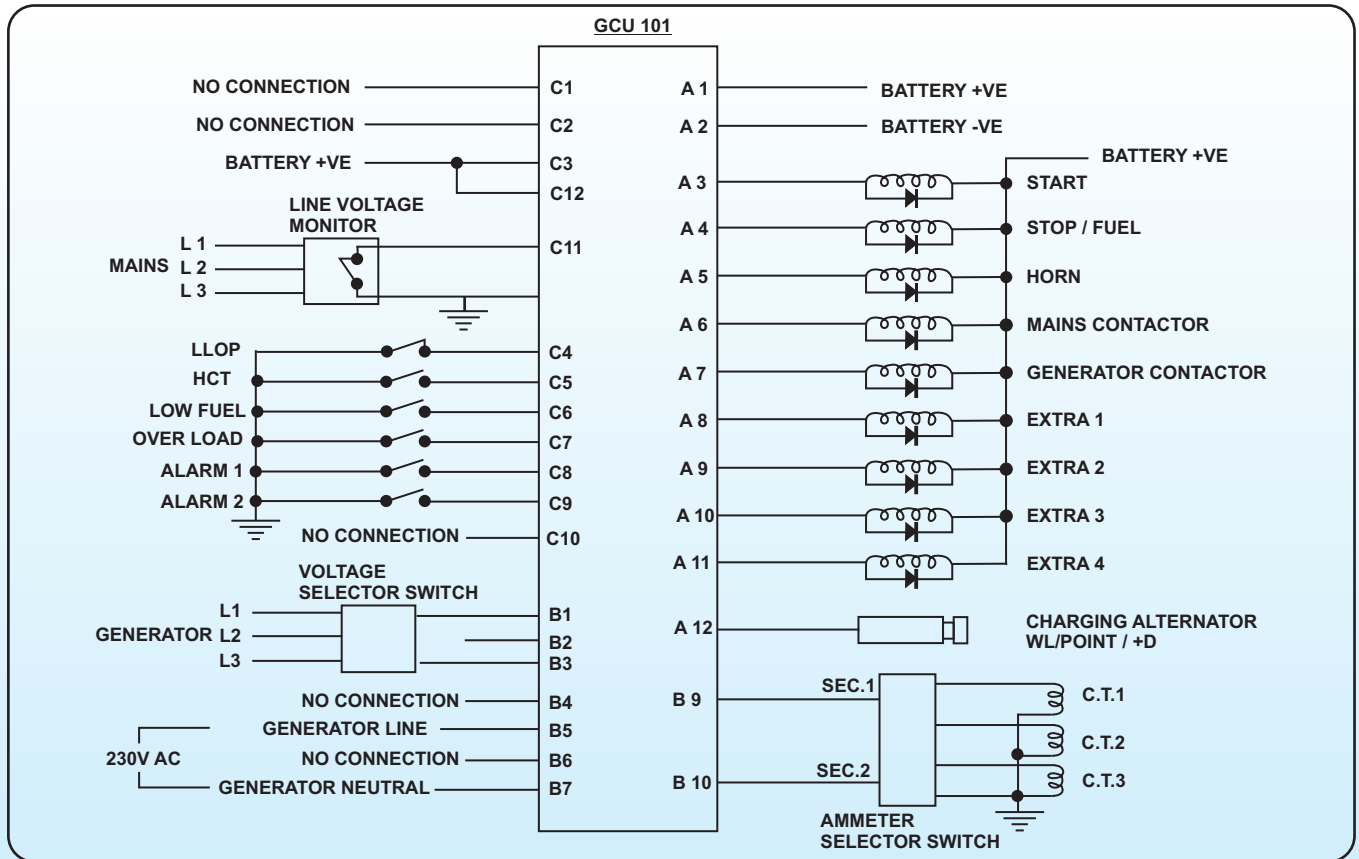 GCU 101
NO CONNECTION
C1
NO CONNECTION
C2
BATTERY +VE
C3
C12
LINE VOLTAGE
MONITOR
L 1
MAINS L 2
L 3
C11
LLOP
C4
HCT
C5
LOW FUEL
C6
OVER LOAD
C7
ALARM 1
C8
ALARM 2
C9
NO CONNECTION
C10
VOLTAGE
SELECTOR SWITCH
L1
GENERATOR L2
L3
B1
B2
B3
NO CONNECTION
B4
GENERATOR LINE
B5
230V AC
NO CONNECTION
B6
GENERATOR NEUTRAL
B7
A 1
BATTERY +VE
A 2
BATTERY -VE
BATTERY +VE
A 3
START
A 4
STOP / FUEL
A 5
HORN
A 6
MAINS CONTACTOR
A 7
GENERATOR CONTACTOR
A 8
EXTRA 1
A 9
EXTRA 2
A 10
EXTRA 3
A 11
EXTRA 4
A 12
CHARGING ALTERNATOR
WL/POINT / +D
B 9
SEC.1
C.T.1
C.T.2
B 10
SEC.2
C.T.3
AMMETER
SELECTOR SWITCH